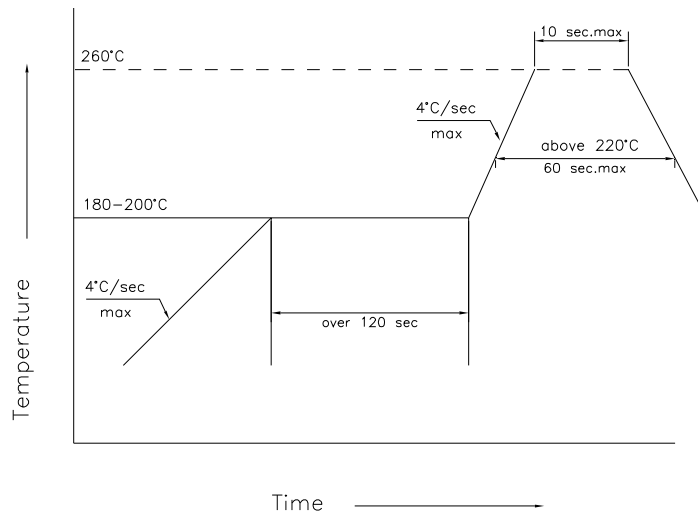 10 sec.max
260°C
4°C/sec
max
above 220°C
60 sec.max
180-200°C
4°C/sec
max
over 120 sec
Temperature
Time